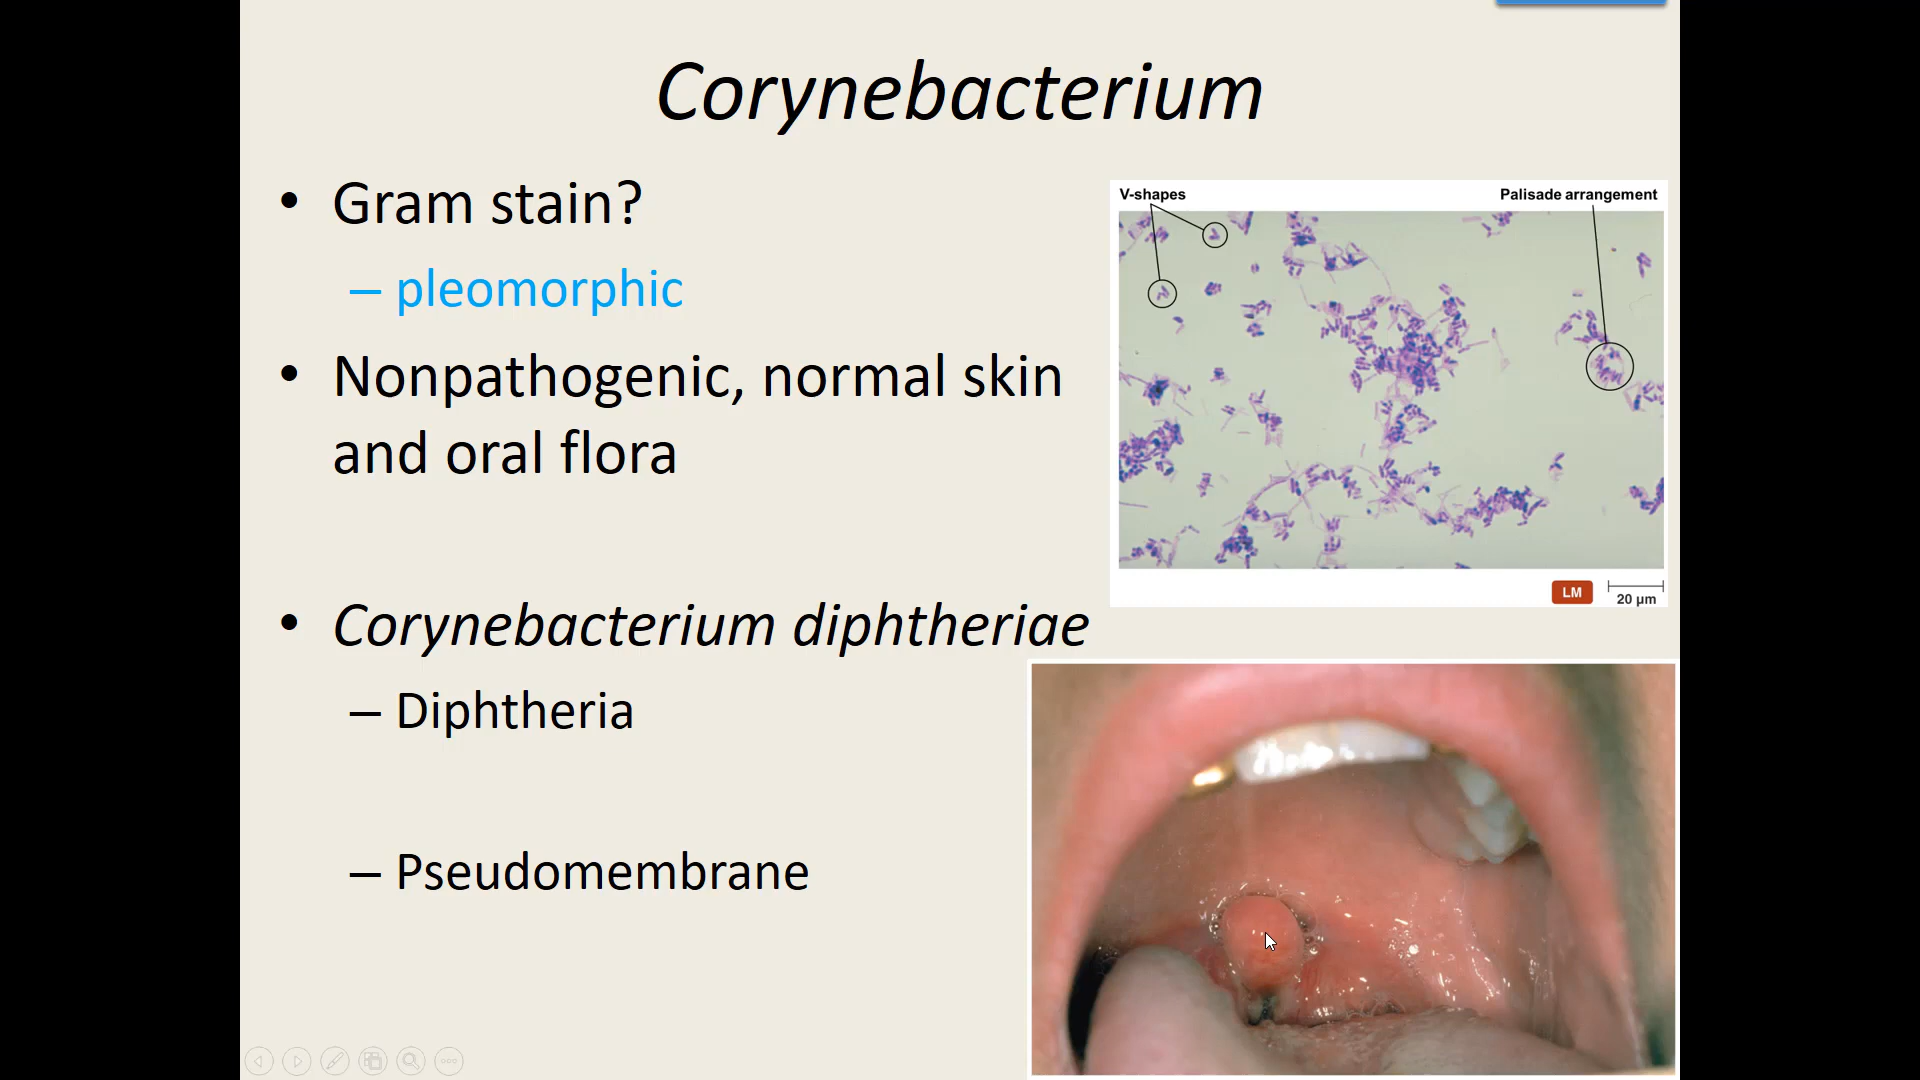 Corynebacterium
• Gram stain?
– pleomorphic
• Nonpathogenic, normal skin
and oral flora
• Corynebacterium diphtheriae
– Diphtheria
– Pseudomembrane
V-shapes
Palisade arrangement
LM
20 µm